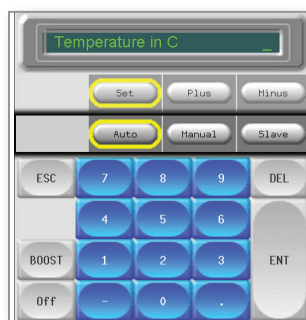 Temperature in C _
Set Plus Minus
Auto Manual Slave
ESC 7 8 9 DEL
4 5 6
BOOST 1 2 3 ENT
Off - 0 .